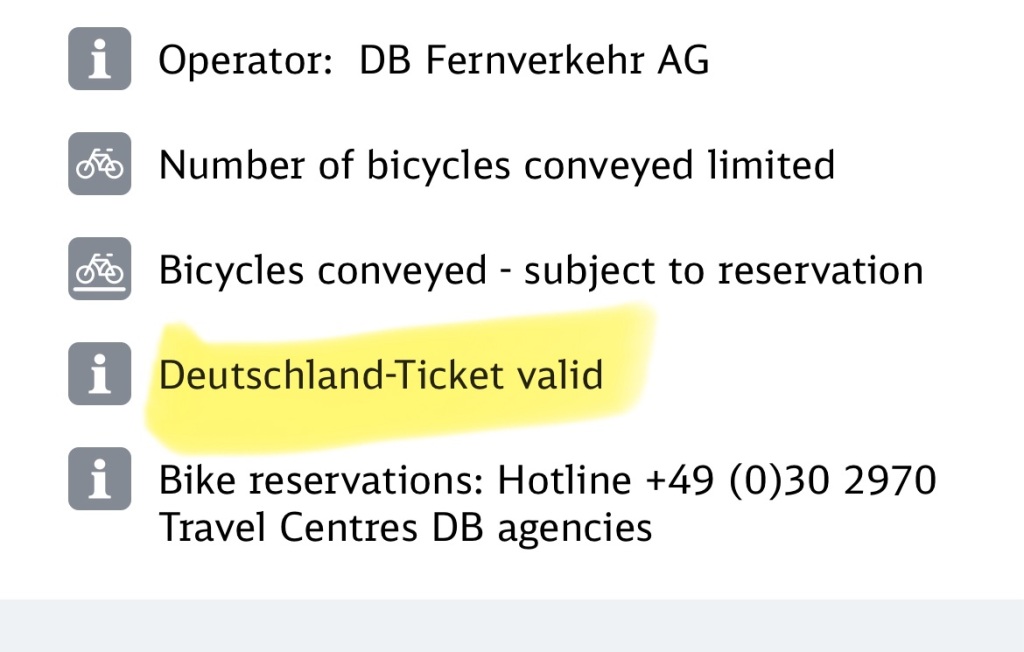 Operator: DB Fernverkehr AG
Number of bicycles conveyed limited
Bicycles conveyed - subject to reservation
Deutschland-Ticket valid
Bike reservations: Hotline +49 (0)30 2970
Travel Centres DB agencies